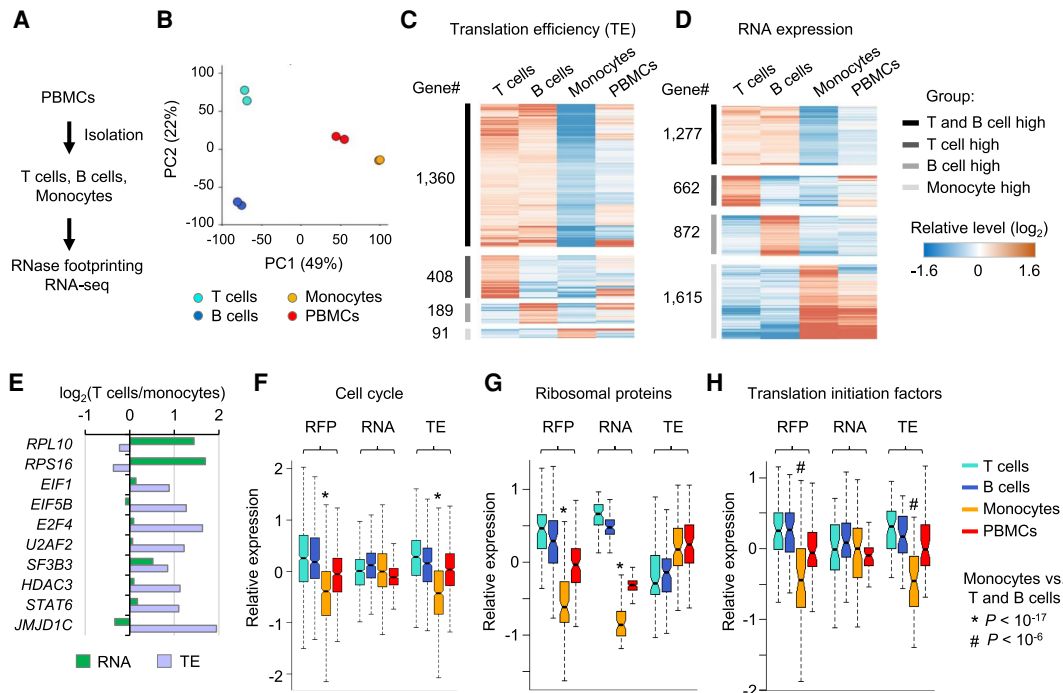 A
PBMCs
Isolation
T cells, B cells,
Monocytes
RNase footprinting
RNA-seq
B
PC2 (22%)
100
50
0
-50
-100
-100 -50 0 50 100
PC1 (49%)
T cells
B cells
Monocytes
PBMCs
C
Translation efficiency (TE)
Gene#
T cells
B cells
Monocytes
PBMCs
1,360
408
189
91
D
RNA expression
Gene#
T cells
B cells
Monocytes
PBMCs
1,277
662
872
1,615
Group:
T and B cell high
T cell high
B cell high
Monocyte high
Relative level (log2)
-1.6 0 1.6
E
log2(T cells/monocytes)
-1 0 1 2
RPL10
RPS16
EIF1
EIF5B
E2F4
U2AF2
SF3B3
HDAC3
STAT6
JMJD1C
RNA
TE
F
Cell cycle
RFP RNA TE
Relative expression
2
1
0
-1
-2
*
*
G
Ribosomal proteins
RFP RNA TE
Relative expression
1
0
-1
*
*
H
Translation initiation factors
RFP RNA TE
Relative expression
1
0
-1
-2
#
#
T cells
B cells
Monocytes
PBMCs
Monocytes vs
T and B cells
* P < 10-17
# P < 10-6